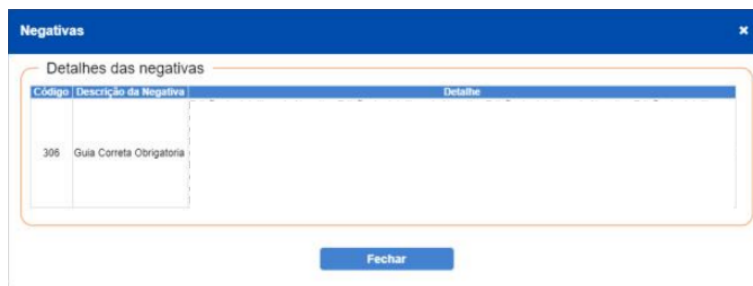 Negativas ×
Detalhes das negativas
Código Descrição da Negativa Detalhe
306 Guia Correta Obrigatoria
Fechar